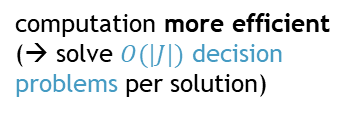 computation more efficient
(→ solve O(|J|) decision
problems per solution)